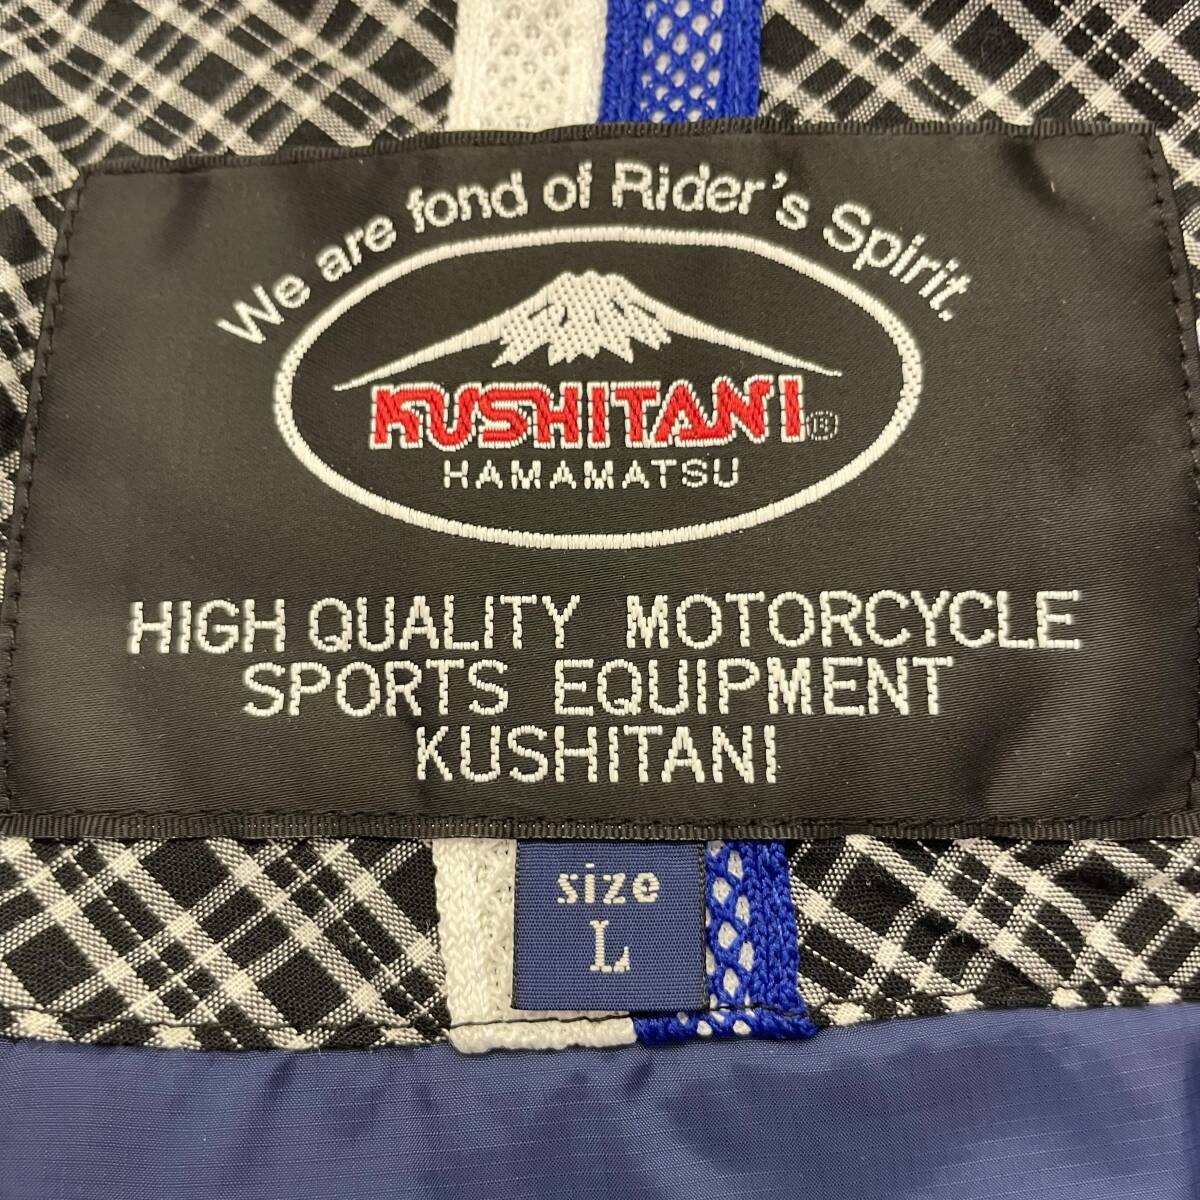 We are fond of Rider's Spirit.
KUSHITANI®
HAMAMATSU
HIGH QUALITY MOTORCYCLE
SPORTS EQUIPMENT
KUSHITANI
size
L